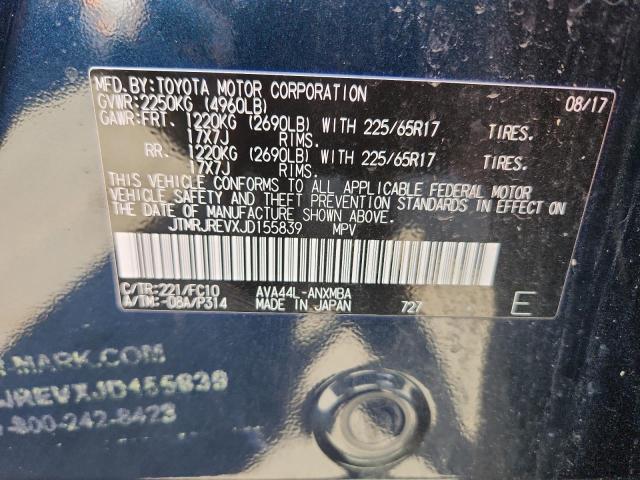 MFD.BY:TOYOTA MOTOR CORPORATION 08/17
GVWR:2250KG (4960LB)
GAWR:FRT. 1220KG (2690LB) WITH 225/65R17 TIRES.
17X7J RIMS.
RR. 1220KG (2690LB) WITH 225/65R17 TIRES.
17X7J RIMS.
THIS VEHICLE CONFORMS TO ALL APPLICABLE FEDERAL MOTOR
VEHICLE SAFETY AND THEFT PREVENTION STANDARDS IN EFFECT ON
THE DATE OF MANUFACTURE SHOWN ABOVE.
JTMRJREVXJD155839 MPV
C/TR:221/FC10 AVA44L-ANXMBA
A/TM:-08A/P314 MADE IN JAPAN 727 E
MARK.COM
JREVXJD155839
800-242-8423